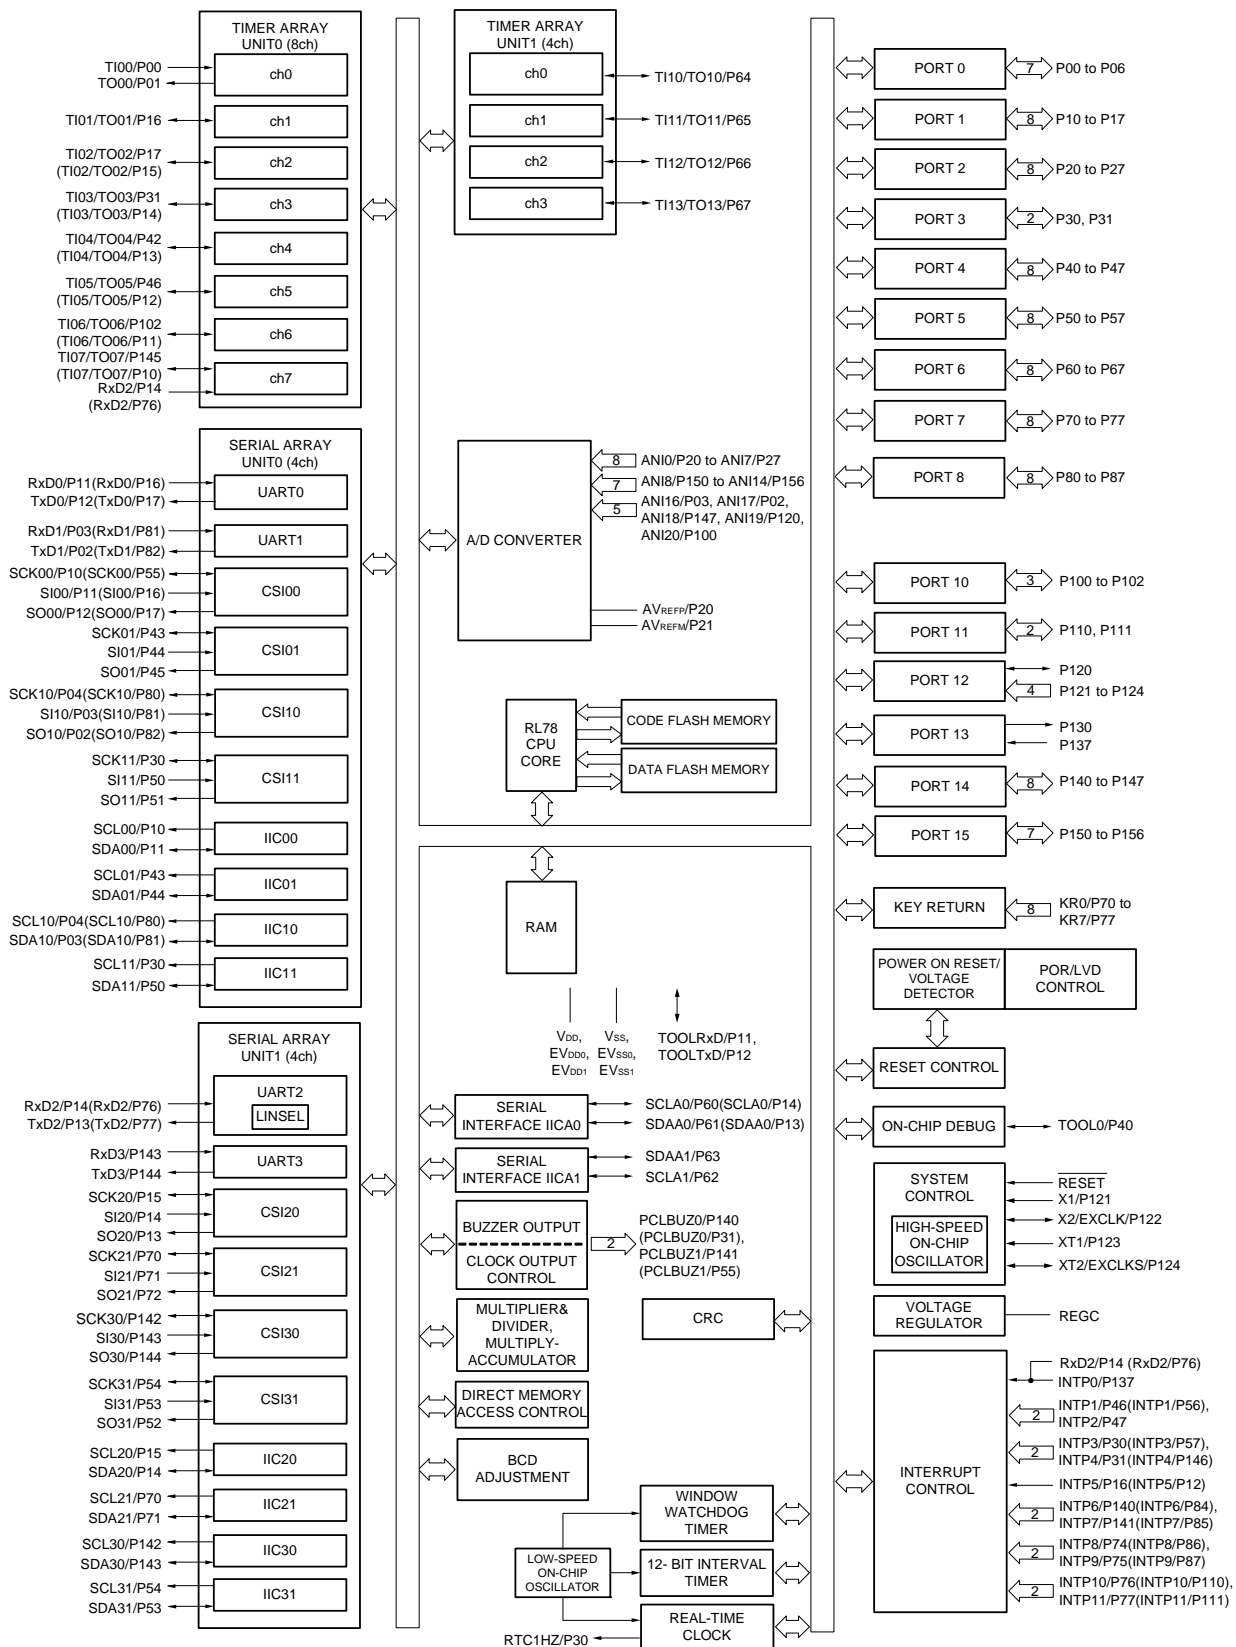 TIMER ARRAY
UNIT0 (8ch)
ch0
TI00/P00
TO00/P01
ch1
TI01/TO01/P16
ch2
TI02/TO02/P17
(TI02/TO02/P15)
ch3
TI03/TO03/P31
(TI03/TO03/P14)
ch4
TI04/TO04/P42
(TI04/TO04/P13)
ch5
TI05/TO05/P46
(TI05/TO05/P12)
ch6
TI06/TO06/P102
(TI06/TO06/P11)
ch7
TI07/TO07/P145
(TI07/TO07/P10)
RxD2/P14
(RxD2/P76)
SERIAL ARRAY
UNIT0 (4ch)
UART0
RxD0/P11(RxD0/P16)
TxD0/P12(TxD0/P17)
UART1
RxD1/P03(RxD1/P81)
TxD1/P02(TxD1/P82)
CSI00
SCK00/P10(SCK00/P55)
SI00/P11(SI00/P16)
SO00/P12(SO00/P17)
CSI01
SCK01/P43
SI01/P44
SO01/P45
CSI10
SCK10/P04(SCK10/P80)
SI10/P03(SI10/P81)
SO10/P02(SO10/P82)
CSI11
SCK11/P30
SI11/P50
SO11/P51
IIC00
SCL00/P10
SDA00/P11
IIC01
SCL01/P43
SDA01/P44
IIC10
SCL10/P04(SCL10/P80)
SDA10/P03(SDA10/P81)
IIC11
SCL11/P30
SDA11/P50
SERIAL ARRAY
UNIT1 (4ch)
UART2
LINSEL
RxD2/P14(RxD2/P76)
TxD2/P13(TxD2/P77)
UART3
RxD3/P143
TxD3/P144
CSI20
SCK20/P15
SI20/P14
SO20/P13
CSI21
SCK21/P70
SI21/P71
SO21/P72
CSI30
SCK30/P142
SI30/P143
SO30/P144
CSI31
SCK31/P54
SI31/P53
SO31/P52
IIC20
SCL20/P15
SDA20/P14
IIC21
SCL21/P70
SDA21/P71
IIC30
SCL30/P142
SDA30/P143
IIC31
SCL31/P54
SDA31/P53
TIMER ARRAY
UNIT1 (4ch)
ch0
TI10/TO10/P64
ch1
TI11/TO11/P65
ch2
TI12/TO12/P66
ch3
TI13/TO13/P67
A/D CONVERTER
8 ANI0/P20 to ANI7/P27
7 ANI8/P150 to ANI14/P156
5 ANI16/P03, ANI17/P02,
ANI18/P147, ANI19/P120,
ANI20/P100
AVREFP/P20
AVREFM/P21
RL78
CPU
CORE
CODE FLASH MEMORY
DATA FLASH MEMORY
RAM
VDD,
EVDD0,
EVDD1
VSS,
EVSS0,
EVSS1
TOOLRxD/P11,
TOOLTxD/P12
SERIAL
INTERFACE IICA0
SCLA0/P60(SCLA0/P14)
SDAA0/P61(SDAA0/P13)
SERIAL
INTERFACE IICA1
SDAA1/P63
SCLA1/P62
BUZZER OUTPUT
CLOCK OUTPUT
CONTROL
2
PCLBUZ0/P140
(PCLBUZ0/P31),
PCLBUZ1/P141
(PCLBUZ1/P55)
MULTIPLIER&
DIVIDER,
MULTIPLY-
ACCUMULATOR
CRC
DIRECT MEMORY
ACCESS CONTROL
BCD
ADJUSTMENT
WINDOW
WATCHDOG
TIMER
LOW-SPEED
ON-CHIP
OSCILLATOR
12- BIT INTERVAL
TIMER
REAL-TIME
CLOCK
RTC1HZ/P30
PORT 0 7 P00 to P06
PORT 1 8 P10 to P17
PORT 2 8 P20 to P27
PORT 3 2 P30, P31
PORT 4 8 P40 to P47
PORT 5 8 P50 to P57
PORT 6 8 P60 to P67
PORT 7 8 P70 to P77
PORT 8 8 P80 to P87
PORT 10 3 P100 to P102
PORT 11 2 P110, P111
PORT 12
P120
4 P121 to P124
PORT 13
P130
P137
PORT 14 8 P140 to P147
PORT 15 7 P150 to P156
KEY RETURN 8
KR0/P70 to
KR7/P77
POWER ON RESET/
VOLTAGE
DETECTOR
POR/LVD
CONTROL
RESET CONTROL
ON-CHIP DEBUG
TOOL0/P40
SYSTEM
CONTROL
HIGH-SPEED
ON-CHIP
OSCILLATOR
RESET
X1/P121
X2/EXCLK/P122
XT1/P123
XT2/EXCLKS/P124
VOLTAGE
REGULATOR
REGC
INTERRUPT
CONTROL
RxD2/P14 (RxD2/P76)
INTP0/P137
2 INTP1/P46(INTP1/P56),
INTP2/P47
2 INTP3/P30(INTP3/P57),
INTP4/P31(INTP4/P146)
INTP5/P16(INTP5/P12)
2 INTP6/P140(INTP6/P84),
INTP7/P141(INTP7/P85)
2 INTP8/P74(INTP8/P86),
INTP9/P75(INTP9/P87)
2 INTP10/P76(INTP10/P110),
INTP11/P77(INTP11/P111)